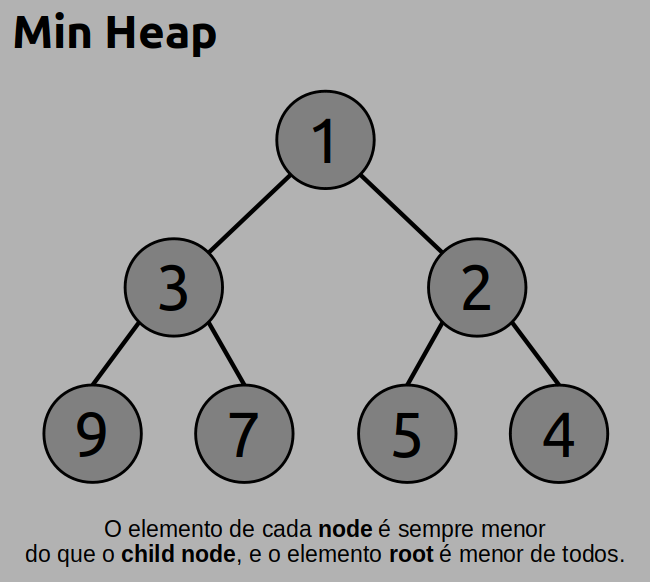 Min Heap
1
3
2
9
7
5
4
O elemento de cada node é sempre menor
do que o child node, e o elemento root é menor de todos.